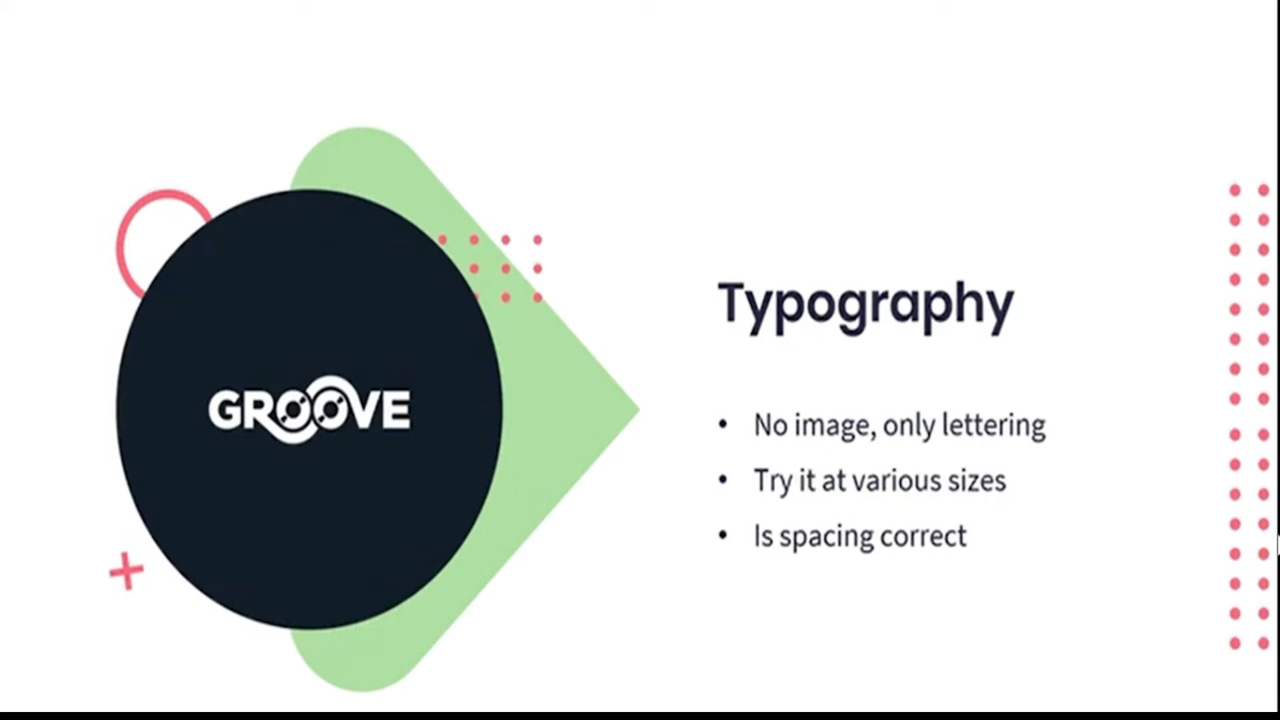 GROOVE
Typography
• No image, only lettering
• Try it at various sizes
• Is spacing correct